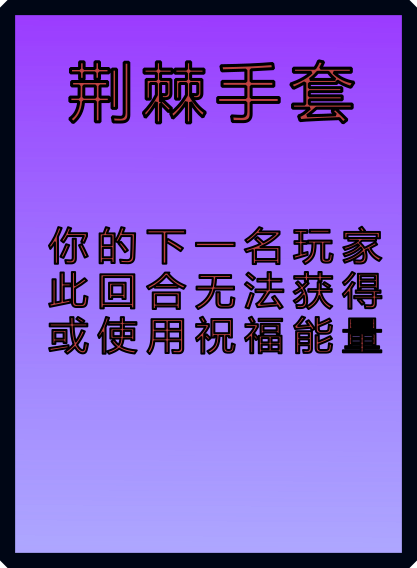 荆棘手套
你的下一名玩家
此回合无法获得
或使用祝福能量